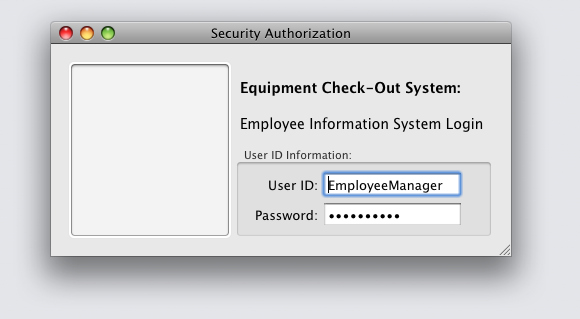 Security Authorization
Equipment Check-Out System:
Employee Information System Login
User ID Information:
User ID: EmployeeManager
Password: ••••••••••